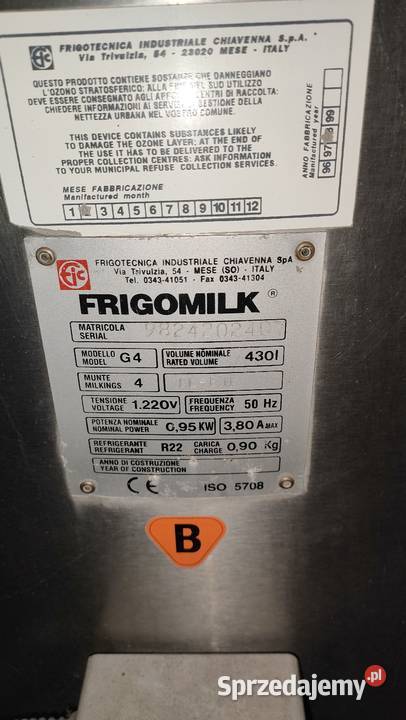 fic FRIGOTECNICA INDUSTRIALE CHIAVENNA S.p.A.
Via Trivulzia, 54 - 23020 MESE - ITALY
QUESTO PRODOTTO CONTIENE SOSTANZE CHE DANNEGGIANO
L'OZONO STRATOSFERICO: ALLA FINE DEL SUO UTILIZZO
DEVE ESSERE CONSEGNATO AGLI APPOSITI CENTRI DI RACCOLTA:
CHIEDERE INFORMAZIONI AI SERVIZI DI GESTIONE DELLA
NETTEZZA URBANA NEL VOSTRO COMUNE.
THIS DEVICE CONTAINS SUBSTANCES LIKELY
TO DAMAGE THE OZONE LAYER; AT THE END OF
THE USE IT HAS TO BE DELIVERED TO THE
PROPER COLLECTION CENTRES: ASK INFORMATION
TO YOUR MUNICIPAL REFUSE COLLECTION SERVICES.
MESE FABBRICAZIONE
Manifactured month
1 3 4 5 6 7 8 9 10 11 12
ANNO FABBRICAZIONE
Manifactured year
96 97 99
fic FRIGOTECNICA INDUSTRIALE CHIAVENNA SpA
Via Trivulzia, 54 - MESE (SO) - ITALY
Tel. 0343-41051 - Fax 0343-41304
FRIGOMILK ®
MATRICOLA
SERIAL
MODELLO
MODEL G4 VOLUME NOMINALE
RATED VOLUME 430l
MUNTE
MILKINGS 4
TENSIONE
VOLTAGE 1.220V FREQUENZA
FREQUENCY 50 Hz
POTENZA NOMINALE
NOMINAL POWER 0,95 KW 3,80 A MAX
REFRIGERANTE
REFRIGERANT R22 CARICA
CHARGE 0,90 Kg
ANNO DI COSTRUZIONE
YEAR OF CONSTRUCTION
CE ISO 5708
B
Sprzedajemy.pl